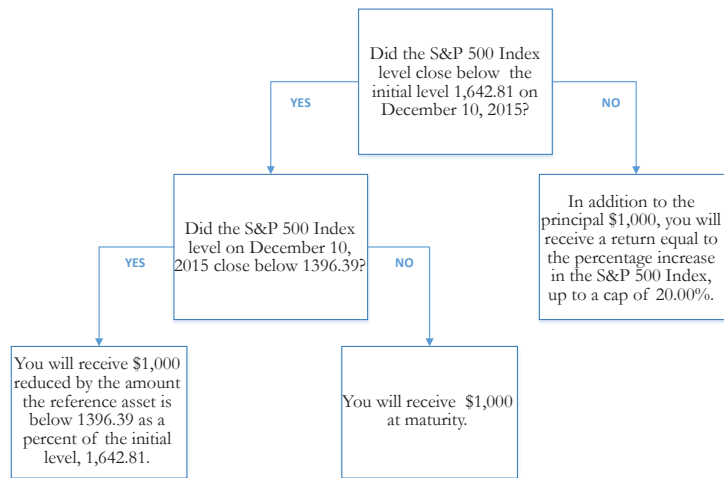 Did the S&P 500 Index
level close below the
initial level 1,642.81 on
December 10, 2015?
YES
NO
Did the S&P 500 Index
level on December 10,
2015 close below 1396.39?
In addition to the
principal $1,000, you will
receive a return equal to
the percentage increase
in the S&P 500 Index,
up to a cap of 20.00%.
YES
NO
You will receive $1,000
reduced by the amount
the reference asset is
below 1396.39 as a
percent of the initial
level, 1,642.81.
You will receive $1,000
at maturity.